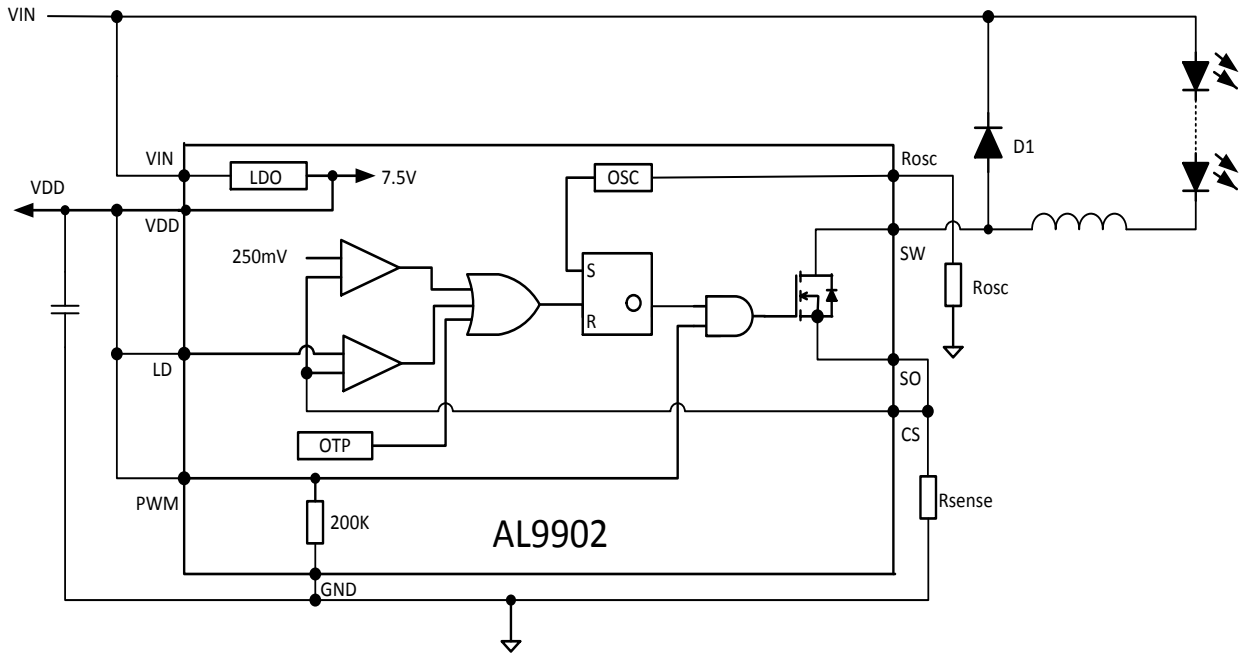 VIN
VIN
LDO
7.5V
OSC
Rosc
D1
VDD
VDD
250mV
SW
S
R
O
Rosc
LD
SO
CS
OTP
PWM
200K
Rsense
AL9902
GND